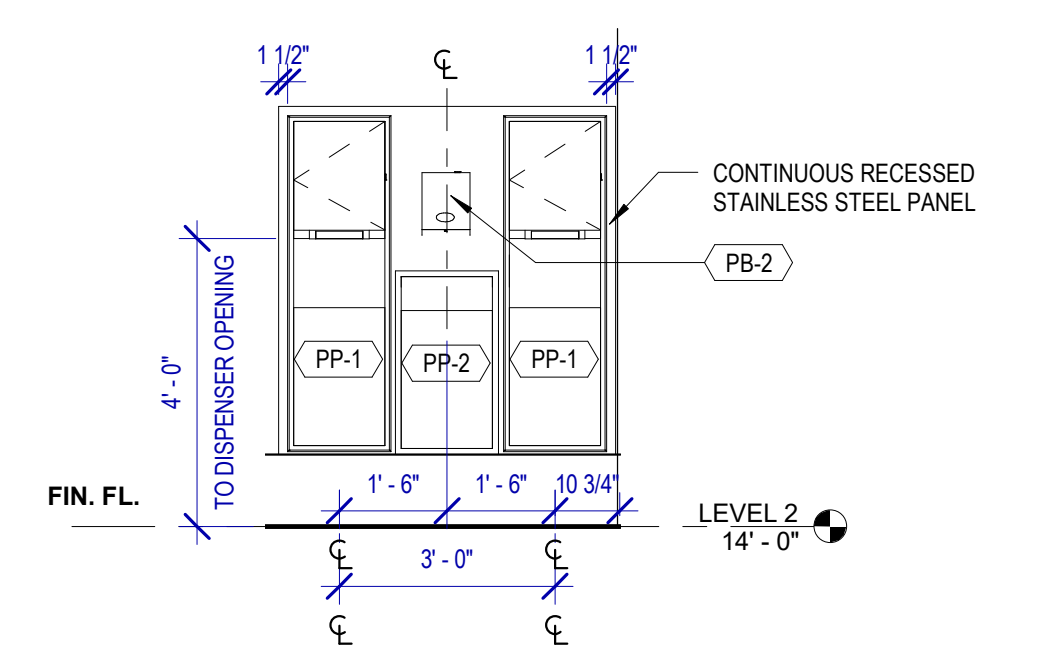 1 1/2"
℄
1 1/2"
CONTINUOUS RECESSED
STAINLESS STEEL PANEL
PB-2
4' - 0"
TO DISPENSER OPENING
PP-1
PP-2
PP-1
1' - 6"
1' - 6"
10 3/4"
FIN. FL.
LEVEL 2
14' - 0"
℄
℄
3' - 0"
℄
℄